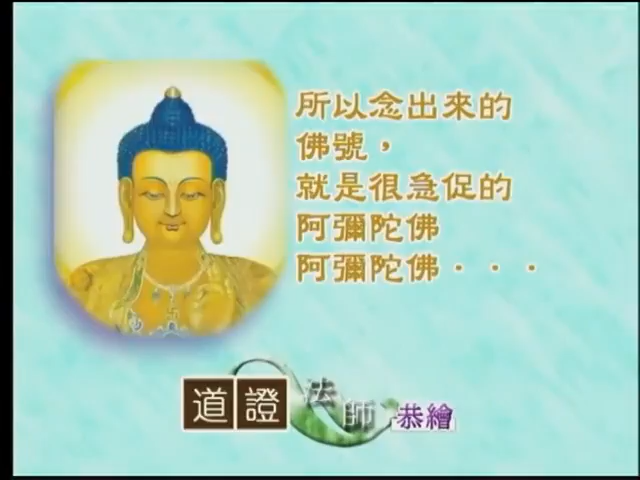 所以念出來的
佛號，
就是很急促的
阿彌陀佛
阿彌陀佛．．．
道證法師恭繪